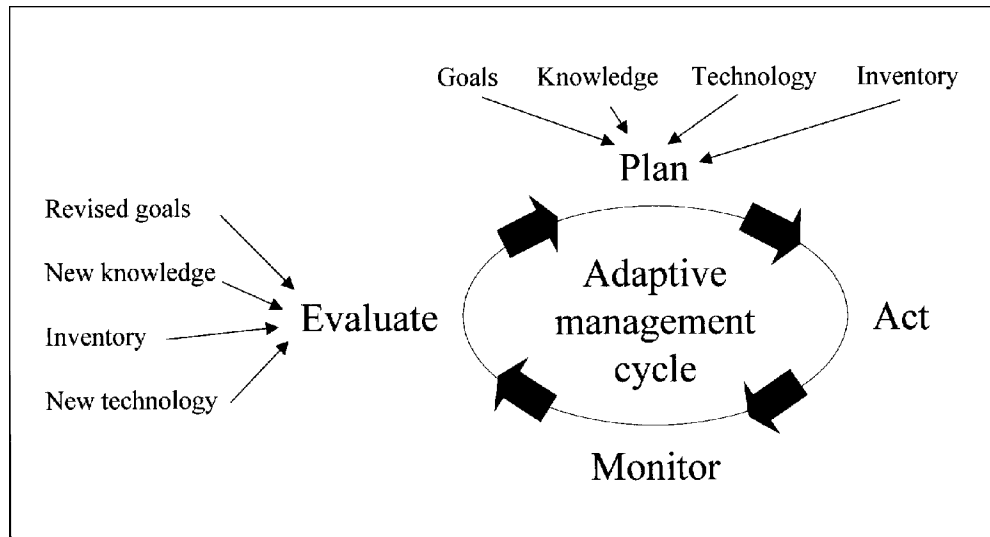 Goals Knowledge Technology Inventory
Plan
Revised goals
New knowledge
Inventory
New technology
Evaluate
Adaptive
management
cycle
Act
Monitor